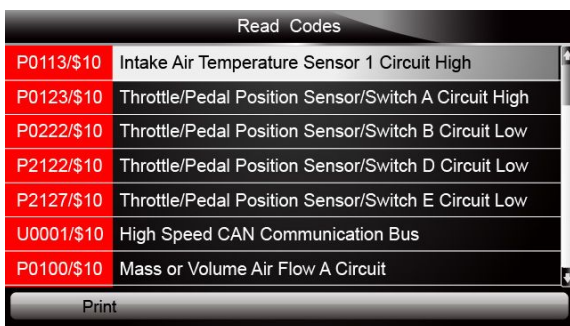 Read Codes
P0113/$10 Intake Air Temperature Sensor 1 Circuit High
P0123/$10 Throttle/Pedal Position Sensor/Switch A Circuit High
P0222/$10 Throttle/Pedal Position Sensor/Switch B Circuit Low
P2122/$10 Throttle/Pedal Position Sensor/Switch D Circuit Low
P2127/$10 Throttle/Pedal Position Sensor/Switch E Circuit Low
U0001/$10 High Speed CAN Communication Bus
P0100/$10 Mass or Volume Air Flow A Circuit
Print